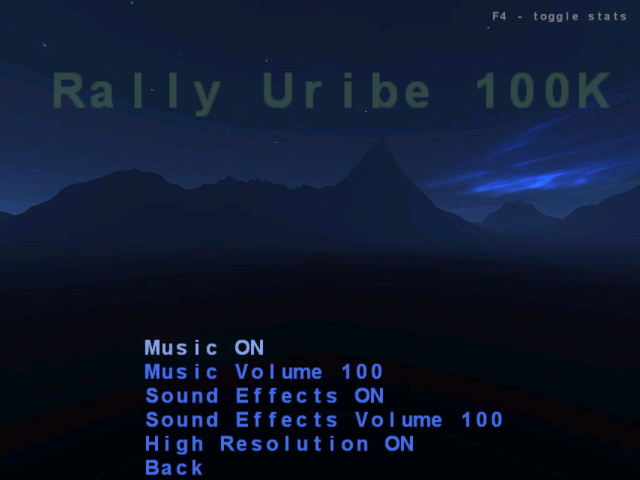 F4 - toggle stats
Rally Uribe 100K
Music ON
Music Volume 100
Sound Effects ON
Sound Effects Volume 100
High Resolution ON
Back